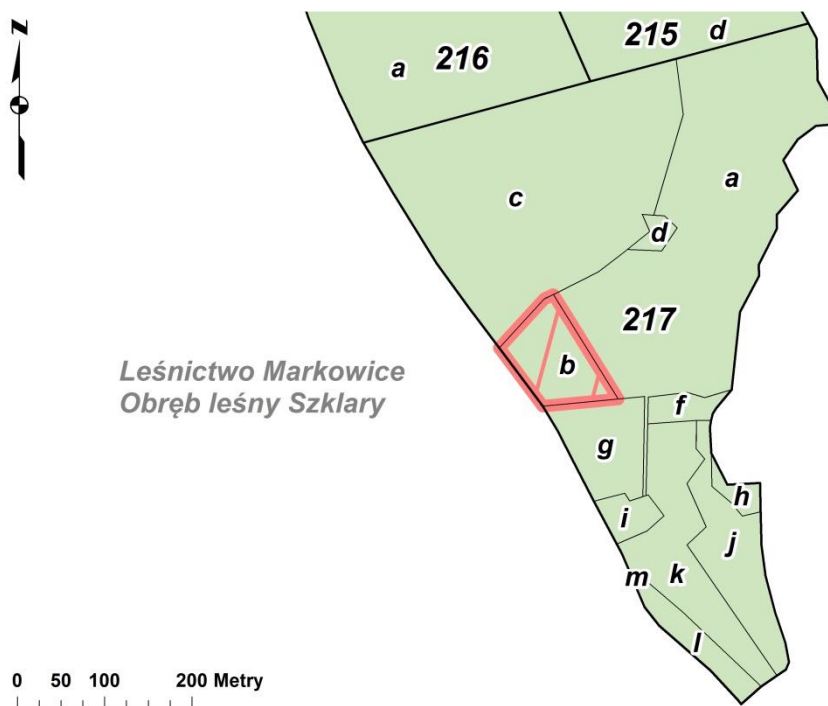 N
215 d
a 216
a
c
d
217
b
Leśnictwo Markowice
Obręb leśny Szklary
f
g
h
i
j
m k
l
0 50 100 200 Metry